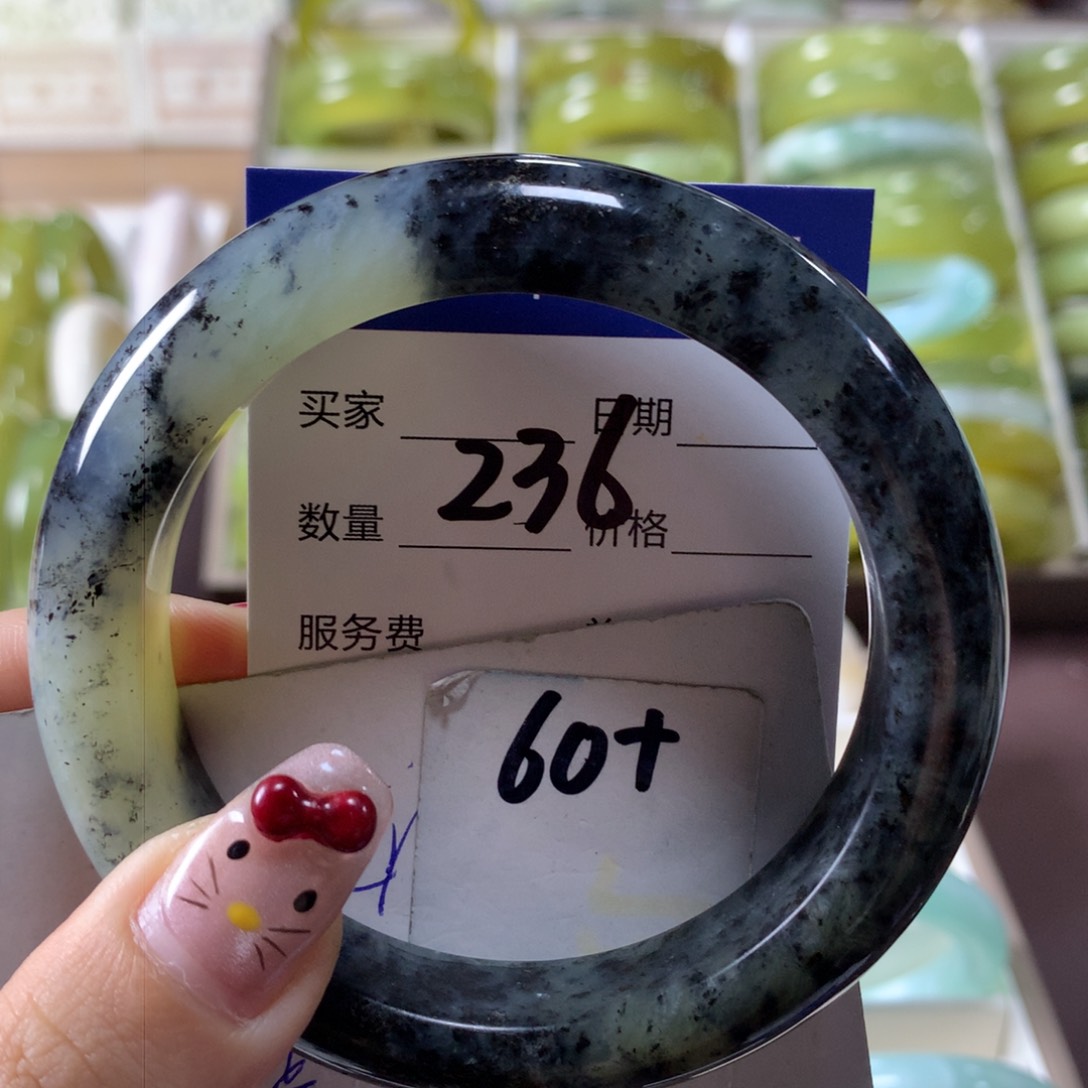 买家 日期
236
数量 价格
服务费
60+